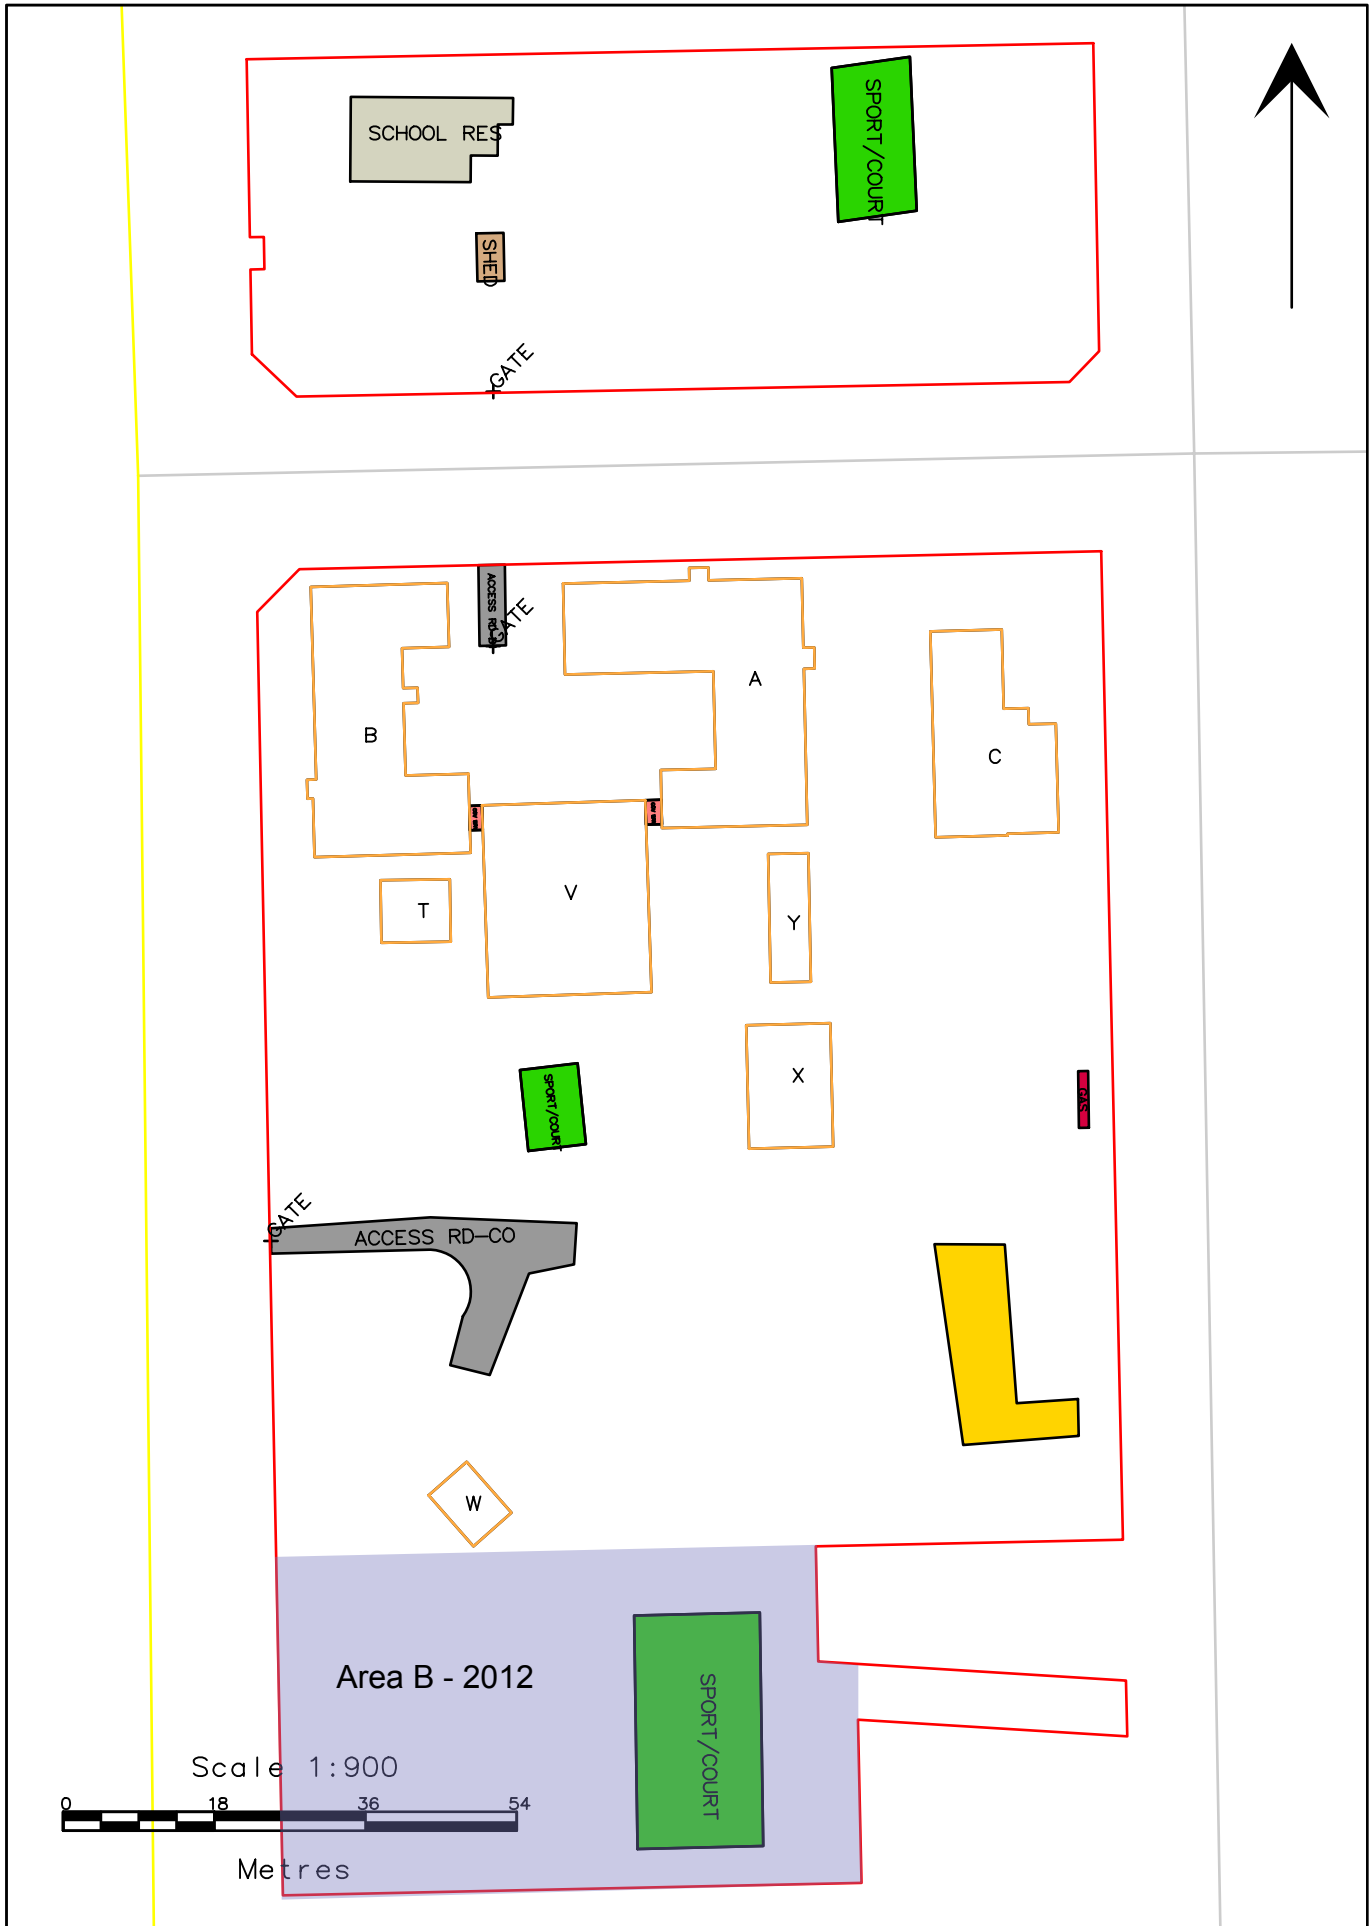 SCHOOL RES
SPORT/COURT
SHED
GATE
ACCESS RD-B
GATE
A
B
C
V
T
Y
X
SPORT/COURT
GAS
GATE
ACCESS RD-CO
W
Area B - 2012
SPORT/COURT
Scale 1:900
0 18 36 54
Metres